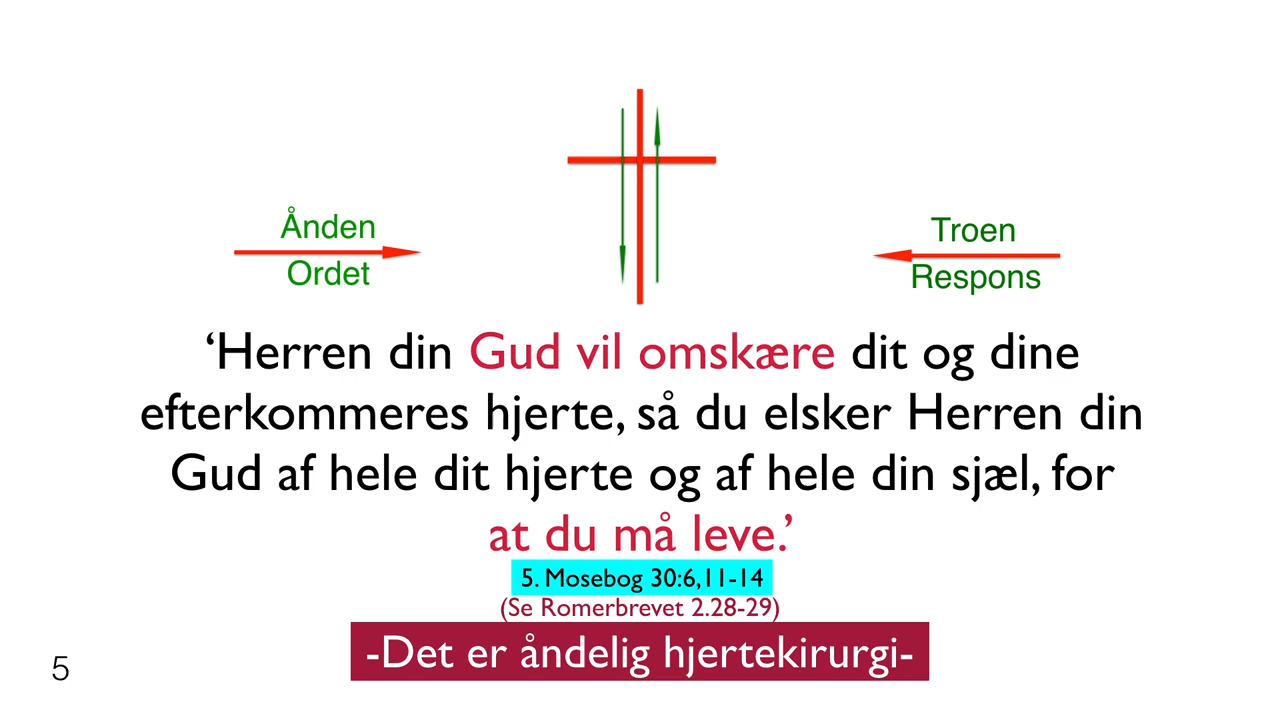 Ånden
Ordet
Troen
Respons
‘Herren din Gud vil omskære dit og dine
efterkommeres hjerte, så du elsker Herren din
Gud af hele dit hjerte og af hele din sjæl, for
at du må leve.’
5. Mosebog 30:6,11-14
(Se Romerbrevet 2.28-29)
-Det er åndelig hjertekirurgi-
5